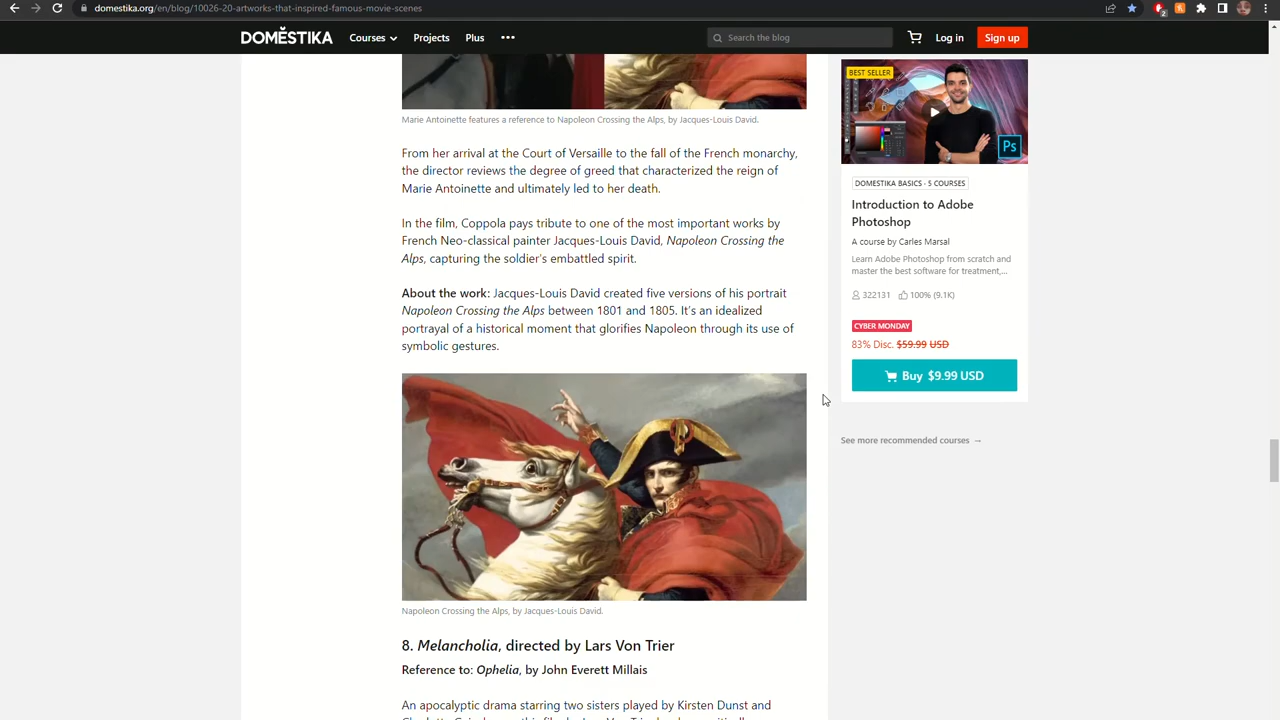 domestika.org/en/blog/10026-20-artworks-that-inspired-famous-movie-scenes
2
DOMĚSTIKA
Courses
Projects
Plus
•••
Search the blog
Log in
Sign up
Marie Antoinette features a reference to Napoleon Crossing the Alps, by Jacques-Louis David.
From her arrival at the Court of Versaille to the fall of the French monarchy,
the director reviews the degree of greed that characterized the reign of
Marie Antoinette and ultimately led to her death.
In the film, Coppola pays tribute to one of the most important works by
French Neo-classical painter Jacques-Louis David, Napoleon Crossing the
Alps, capturing the soldier's embattled spirit.
About the work: Jacques-Louis David created five versions of his portrait
Napoleon Crossing the Alps between 1801 and 1805. It's an idealized
portrayal of a historical moment that glorifies Napoleon through its use of
symbolic gestures.
Napoleon Crossing the Alps, by Jacques-Louis David.
8. Melancholia, directed by Lars Von Trier
Reference to: Ophelia, by John Everett Millais
An apocalyptic drama starring two sisters played by Kirsten Dunst and
BEST SELLER
Ps
DOMESTIKA BASICS - 5 COURSES
Introduction to Adobe
Photoshop
A course by Carles Marsal
Learn Adobe Photoshop from scratch and
master the best software for treatment,...
322131 100% (9.1K)
CYBER MONDAY
83% Disc. $59.99 USD
Buy $9.99 USD
See more recommended courses →